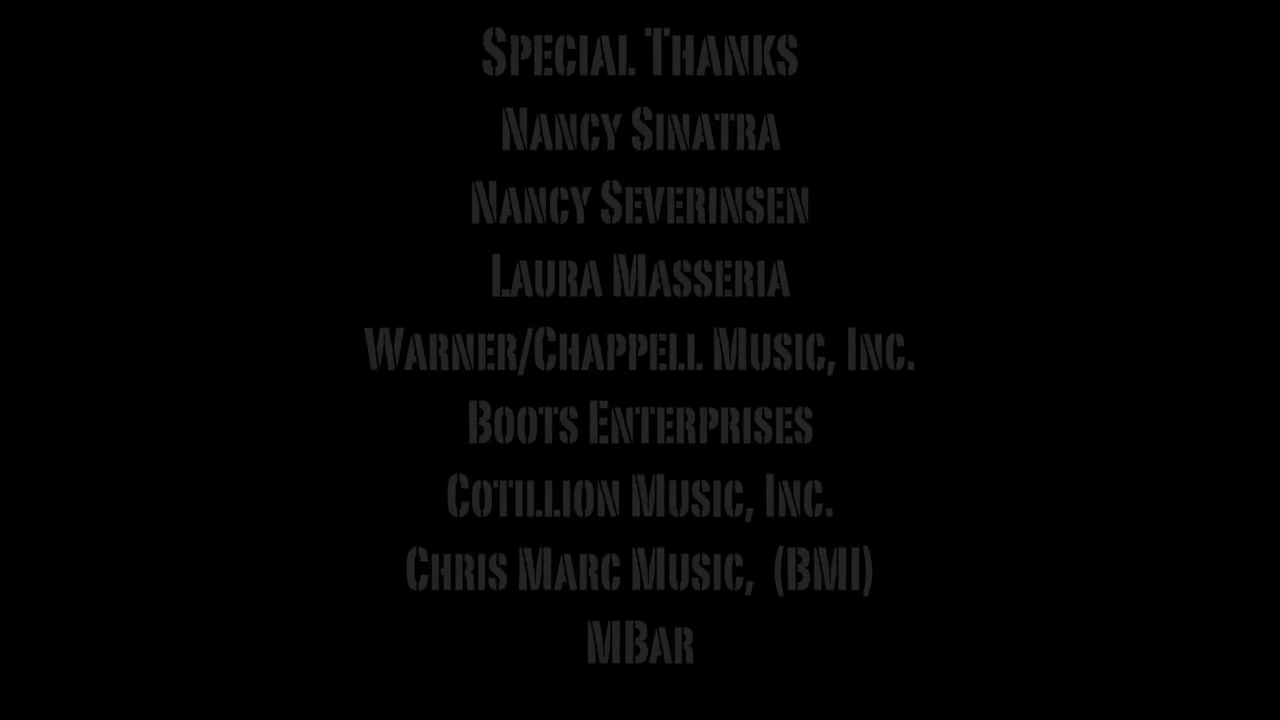 Special Thanks
Nancy Sinatra
Nancy Severinsen
Laura Masseria
Warner/Chappell Music, Inc.
Boots Enterprises
Cotillion Music, Inc.
Chris Marc Music, (BMI)
MBar